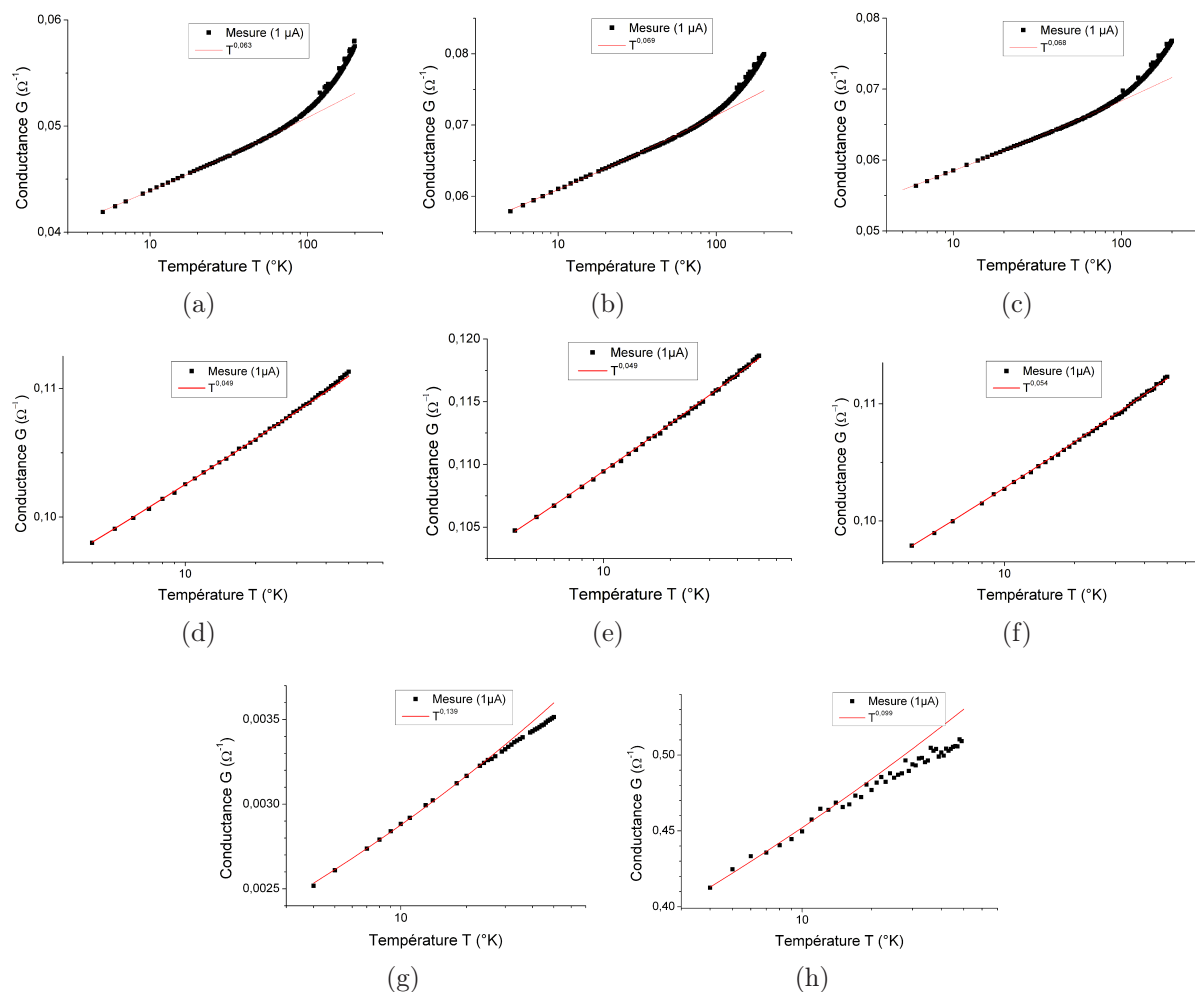 0,06
Mesure (1 µA)
T^0,063
Conductance G (Ω⁻¹)
0,05
0,04
10
100
Température T (°K)
(a)
0,08
Mesure (1 µA)
T^0,069
Conductance G (Ω⁻¹)
0,07
0,06
10
100
Température T (°K)
(b)
0,08
Mesure (1 µA)
T^0,068
Conductance G (Ω⁻¹)
0,07
0,06
0,05
10
100
Température T (°K)
(c)
Mesure (1µA)
T^0,049
Conductance G (Ω⁻¹)
0,11
0,10
10
Température T (°K)
(d)
0,120
Mesure (1µA)
T^0,049
Conductance G (Ω⁻¹)
0,115
0,110
0,105
10
Température T (°K)
(e)
Mesure (1µA)
T^0,054
Conductance G (Ω⁻¹)
0,11
0,10
10
Température T (°K)
(f)
Mesure (1µA)
T^0,139
Conductance G (Ω⁻¹)
0,0035
0,0030
0,0025
10
Température T (°K)
(g)
Mesure (1µA)
T^0,099
Conductance G (Ω⁻¹)
0,50
0,45
0,40
10
Température T (°K)
(h)